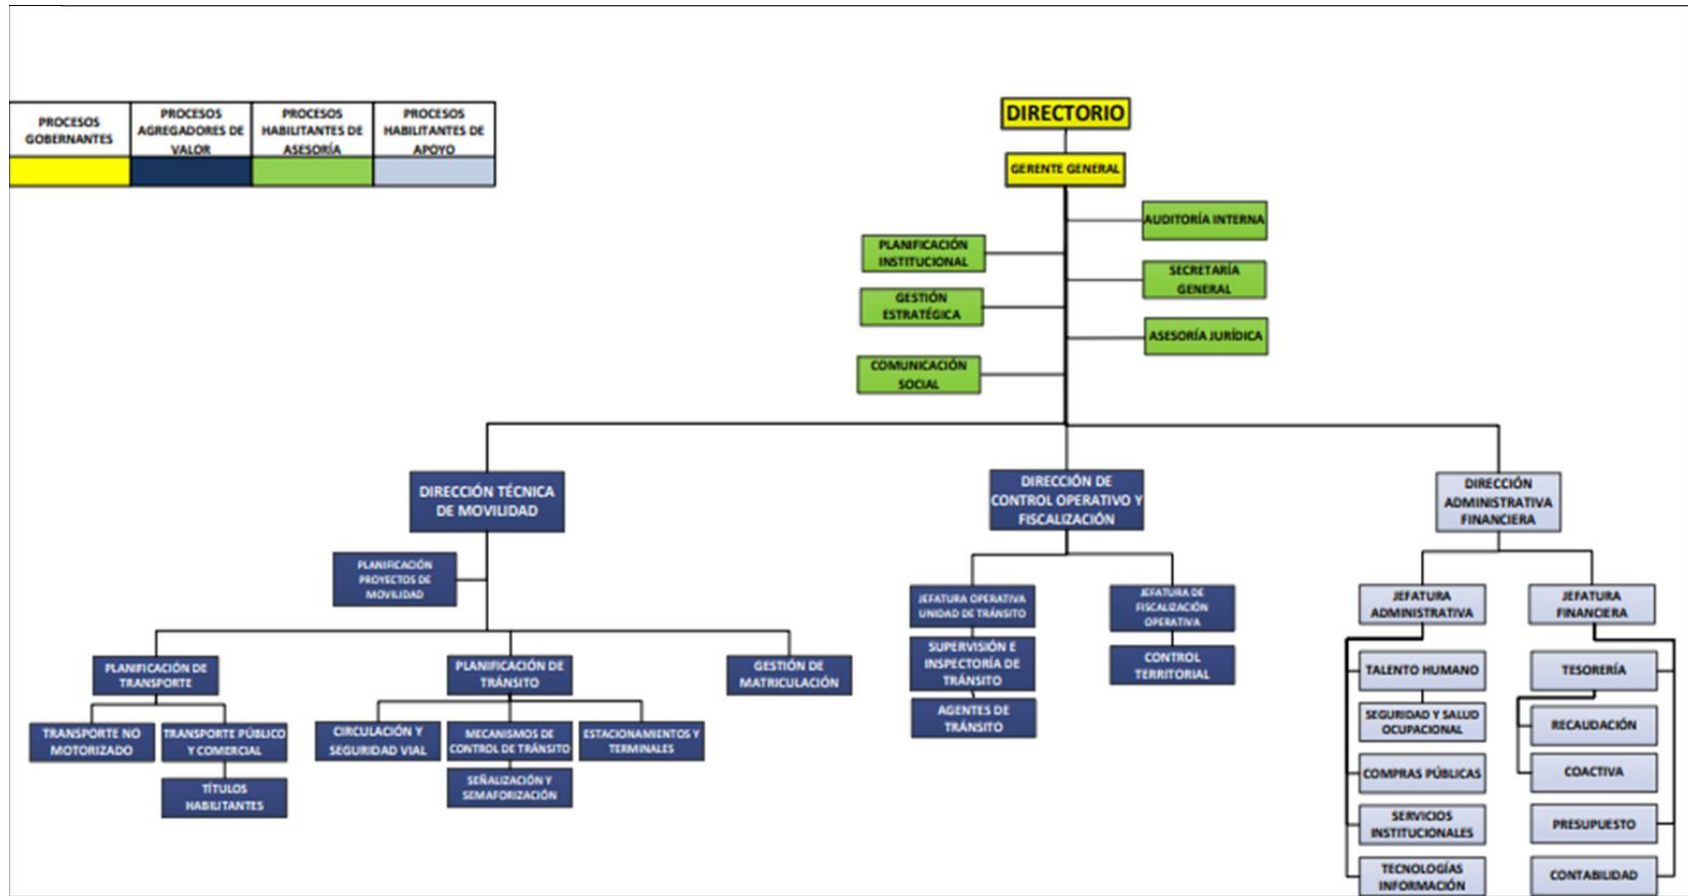 PROCESOS
GOBERNANTES
PROCESOS
AGREGADORES DE
VALOR
PROCESOS
HABILITANTES DE
ASESORÍA
PROCESOS
HABILITANTES DE
APOYO
DIRECTORIO
GERENTE GENERAL
AUDITORÍA INTERNA
PLANIFICACIÓN
INSTITUCIONAL
SECRETARÍA
GENERAL
GESTIÓN
ESTRATÉGICA
ASESORÍA JURÍDICA
COMUNICACIÓN
SOCIAL
DIRECCIÓN TÉCNICA
DE MOVILIDAD
DIRECCIÓN DE
CONTROL OPERATIVO Y
FISCALIZACIÓN
DIRECCIÓN
ADMINISTRATIVA
FINANCIERA
PLANIFICACIÓN
PROYECTOS DE
MOVILIDAD
PLANIFICACIÓN DE
TRANSPORTE
PLANIFICACIÓN DE
TRÁNSITO
GESTIÓN DE
MATRICULACIÓN
TRANSPORTE NO
MOTORIZADO
TRANSPORTE PÚBLICO
Y COMERCIAL
TÍTULOS
HABILITANTES
CIRCULACIÓN Y
SEGURIDAD VIAL
MECANISMOS DE
CONTROL DE TRÁNSITO
ESTACIONAMIENTOS Y
TERMINALES
SEÑALIZACIÓN Y
SEMAFORIZACIÓN
JEFATURA OPERATIVA
UNIDAD DE TRÁNSITO
SUPERVISIÓN E
INSPECTORÍA DE
TRÁNSITO
AGENTES DE
TRÁNSITO
JEFATURA DE
FISCALIZACIÓN
OPERATIVA
CONTROL
TERRITORIAL
JEFATURA
ADMINISTRATIVA
TALENTO HUMANO
SEGURIDAD Y SALUD
OCUPACIONAL
COMPRAS PÚBLICAS
SERVICIOS
INSTITUCIONALES
TECNOLOGÍAS
INFORMACIÓN
JEFATURA
FINANCIERA
TESORERÍA
RECAUDACIÓN
COACTIVA
PRESUPUESTO
CONTABILIDAD